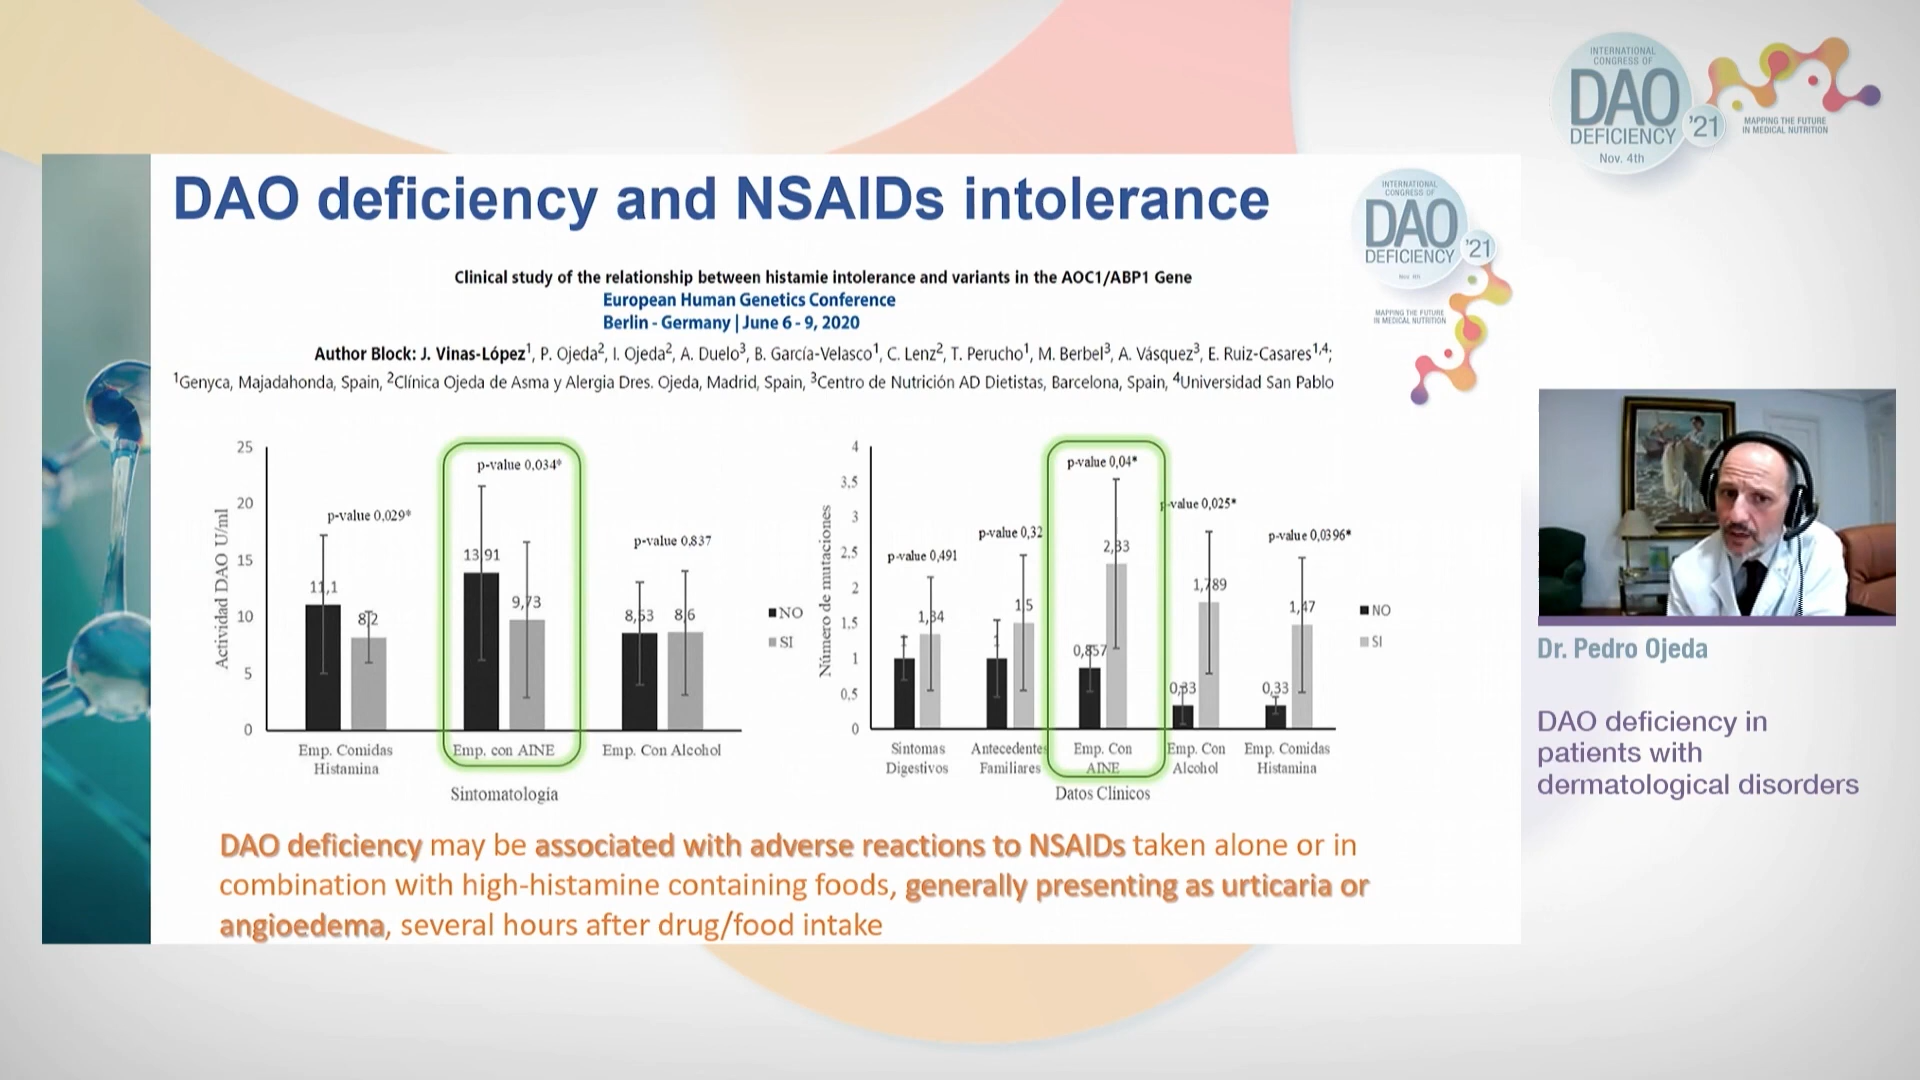 INTERNATIONAL
CONGRESS OF
DAO
DEFICIENCY
'21
Nov. 4th
MAPPING THE FUTURE
IN MEDICAL NUTRITION
DAO deficiency and NSAIDs intolerance
INTERNATIONAL
CONGRESS OF
DAO
DEFICIENCY
'21
Nov. 4th
MAPPING THE FUTURE
IN MEDICAL NUTRITION
Clinical study of the relationship between histamie intolerance and variants in the AOC1/ABP1 Gene
European Human Genetics Conference
Berlin - Germany | June 6 - 9, 2020
Author Block: J. Vinas-López1, P. Ojeda2, I. Ojeda2, A. Duelo3, B. García-Velasco1, C. Lenz2, T. Perucho1, M. Berbel3, A. Vásquez3, E. Ruiz-Casares1,4;
1Genyca, Majadahonda, Spain, 2Clínica Ojeda de Asma y Alergia Dres. Ojeda, Madrid, Spain, 3Centro de Nutrición AD Dietistas, Barcelona, Spain, 4Universidad San Pablo
Actividad DAO U/ml
25
20
15
10
5
0
p-value 0,029*
p-value 0,034*
p-value 0,837
11,1
8,2
13,91
9,73
8,53
8,6
NO
SI
Emp. Comidas
Histamina
Emp. con AINE
Emp. Con Alcohol
Sintomatología
Número de mutaciones
4
3,5
3
2,5
2
1,5
1
0,5
0
p-value 0,491
p-value 0,32
p-value 0,04*
p-value 0,025*
p-value 0,0396*
1,34
1,5
0,857
2,33
0,33
1,789
0,33
1,47
NO
SI
Sintomas
Digestivos
Antecedentes
Familiares
Emp. Con
AINE
Emp. Con
Alcohol
Emp. Comidas
Histamina
Datos Clínicos
DAO deficiency may be associated with adverse reactions to NSAIDs taken alone or in
combination with high-histamine containing foods, generally presenting as urticaria or
angioedema, several hours after drug/food intake
Dr. Pedro Ojeda
DAO deficiency in
patients with
dermatological disorders